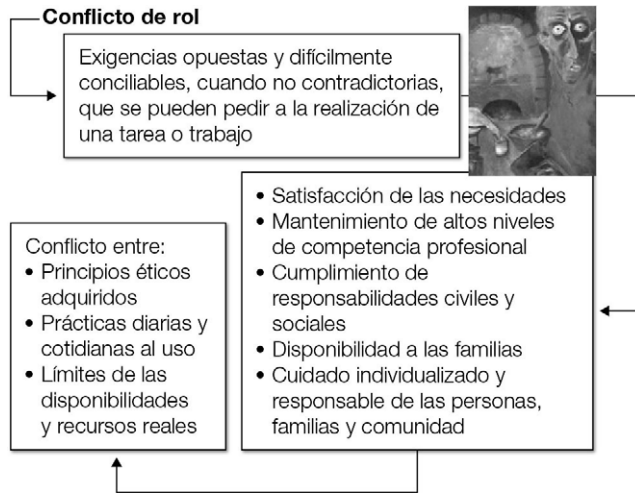 Conflicto de rol
Exigencias opuestas y difícilmente
conciliables, cuando no contradictorias,
que se pueden pedir a la realización de
una tarea o trabajo
• Satisfacción de las necesidades
• Mantenimiento de altos niveles
de competencia profesional
• Cumplimiento de
responsabilidades civiles y
sociales
• Disponibilidad a las familias
• Cuidado individualizado y
responsable de las personas,
familias y comunidad
Conflicto entre:
• Principios éticos
adquiridos
• Prácticas diarias y
cotidianas al uso
• Límites de las
disponibilidades
y recursos reales